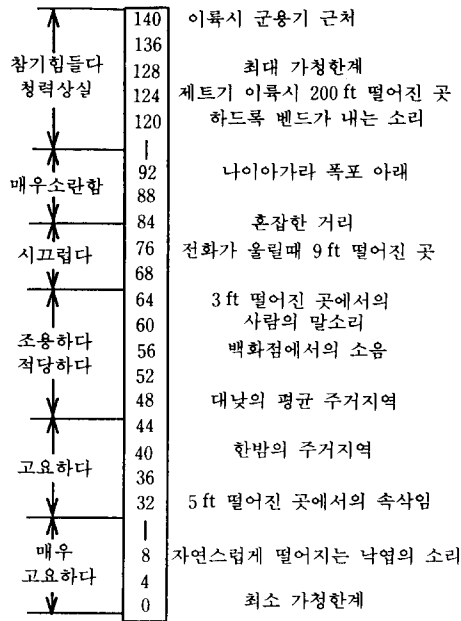 140 이륙시 군용기 근처
136
참기힘들다 128 최대 가청한계
청력상실 124 제트기 이륙시 200 ft 떨어진 곳
120 하드록 벤드가 내는 소리
92 나이아가라 폭포 아래
매우소란함 88
84 혼잡한 거리
시끄럽다 76 전화가 울릴때 9 ft 떨어진 곳
68
64 3 ft 떨어진 곳에서의
60 사람의 말소리
조용하다 56 백화점에서의 소음
적당하다 52
48 대낮의 평균 주거지역
44
40 한밤의 주거지역
고요하다 36
32 5 ft 떨어진 곳에서의 속삭임
매우 8 자연스럽게 떨어지는 낙엽의 소리
고요하다 4
0 최소 가청한계